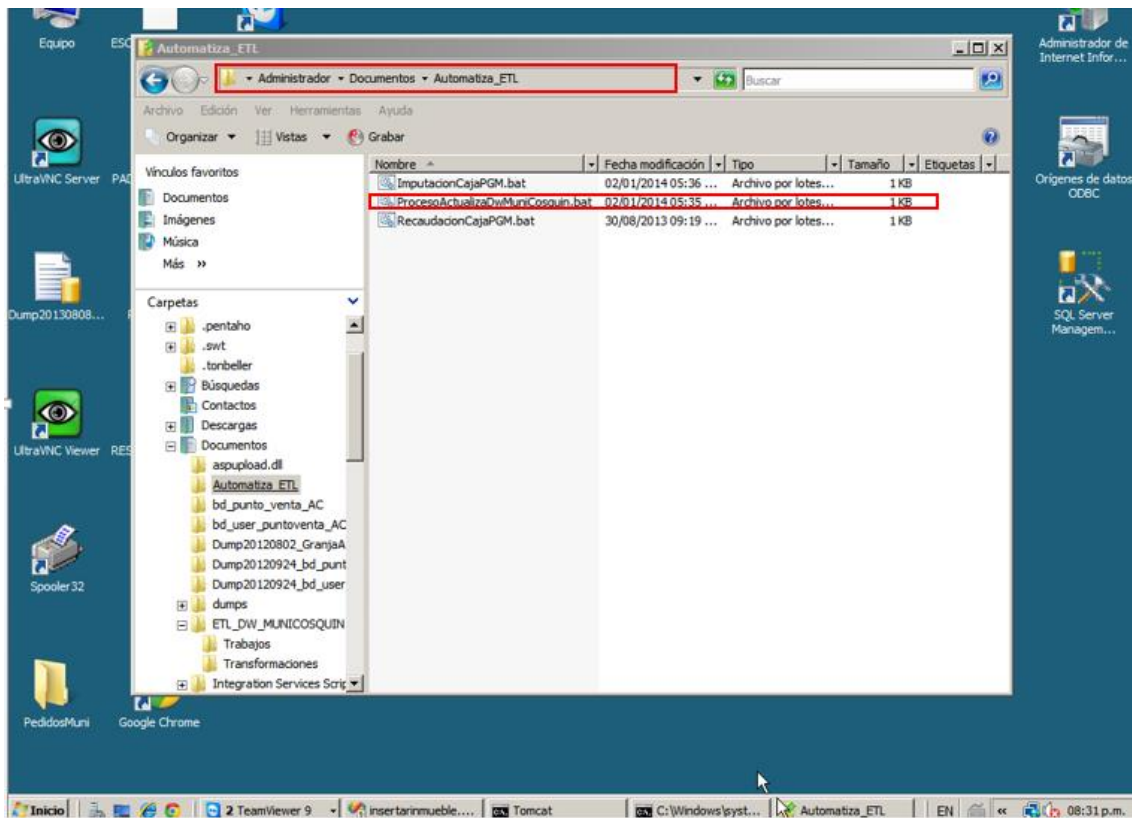 Equipo
ESC
Automatiza_ETL
Administrador de
Internet Infor...
Administrador
Documentos
Automatiza_ETL
Buscar
Archivo Edición Ver Herramientas Ayuda
Organizar Vistas Grabar
Vínculos favoritos
Documentos
Imágenes
Música
Más »
Nombre Fecha modificación Tipo Tamaño Etiquetas
ImputacionCajaPGM.bat 02/01/2014 05:36 ... Archivo por lotes... 1 KB
ProcesoActualizaDwMuniCosquin.bat 02/01/2014 05:35 ... Archivo por lotes... 1 KB
RecaudacionCajaPGM.bat 30/08/2013 09:19 ... Archivo por lotes... 1 KB
Carpetas
.pentaho
.swt
.tonbeller
Búsquedas
Contactos
Descargas
Documentos
aspupload.dll
Automatiza_ETL
bd_punto_venta_AC
bd_user_puntoventa_AC
Dump20120802_GranjaA
Dump20120924_bd_punt
Dump20120924_bd_user
dumps
ETL_DW_MUNICOSQUIN
Trabajos
Transformaciones
Integration Services Scrip
UltraVNC Server
PAD
Dump20130808...
UltraVNC Viewer
RES
Spooler32
PedidosMuni
Google Chrome
Orígenes de datos
ODBC
SQL Server
Managem...
Inicio
2 TeamViewer 9
insertarinmueble....
Tomcat
C:\Windows\syst...
Automatiza_ETL
EN
«
08:31 p.m.